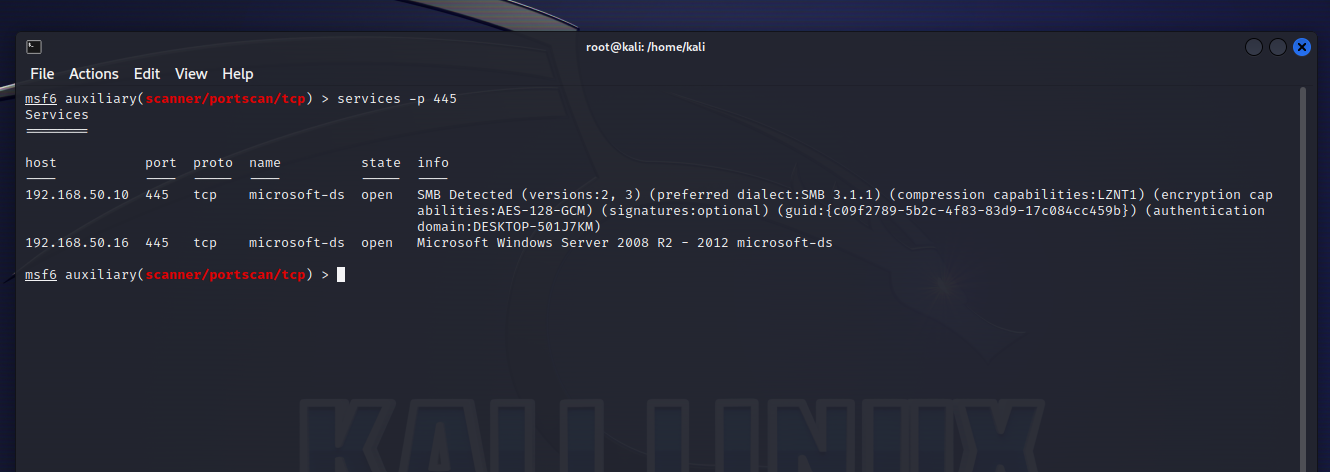 root@kali: /home/kali
File Actions Edit View Help
msf6 auxiliary(scanner/portscan/tcp) > services -p 445
Services
========
host port proto name state info
---- ---- ----- ---- ----- ----
192.168.50.10 445 tcp microsoft-ds open SMB Detected (versions:2, 3) (preferred dialect:SMB 3.1.1) (compression capabilities:LZNT1) (encryption cap
abilities:AES-128-GCM) (signatures:optional) (guid:{c09f2789-5b2c-4f83-83d9-17c084cc459b}) (authentication
domain:DESKTOP-501J7KM)
192.168.50.16 445 tcp microsoft-ds open Microsoft Windows Server 2008 R2 - 2012 microsoft-ds
msf6 auxiliary(scanner/portscan/tcp) >
KALI LINUX